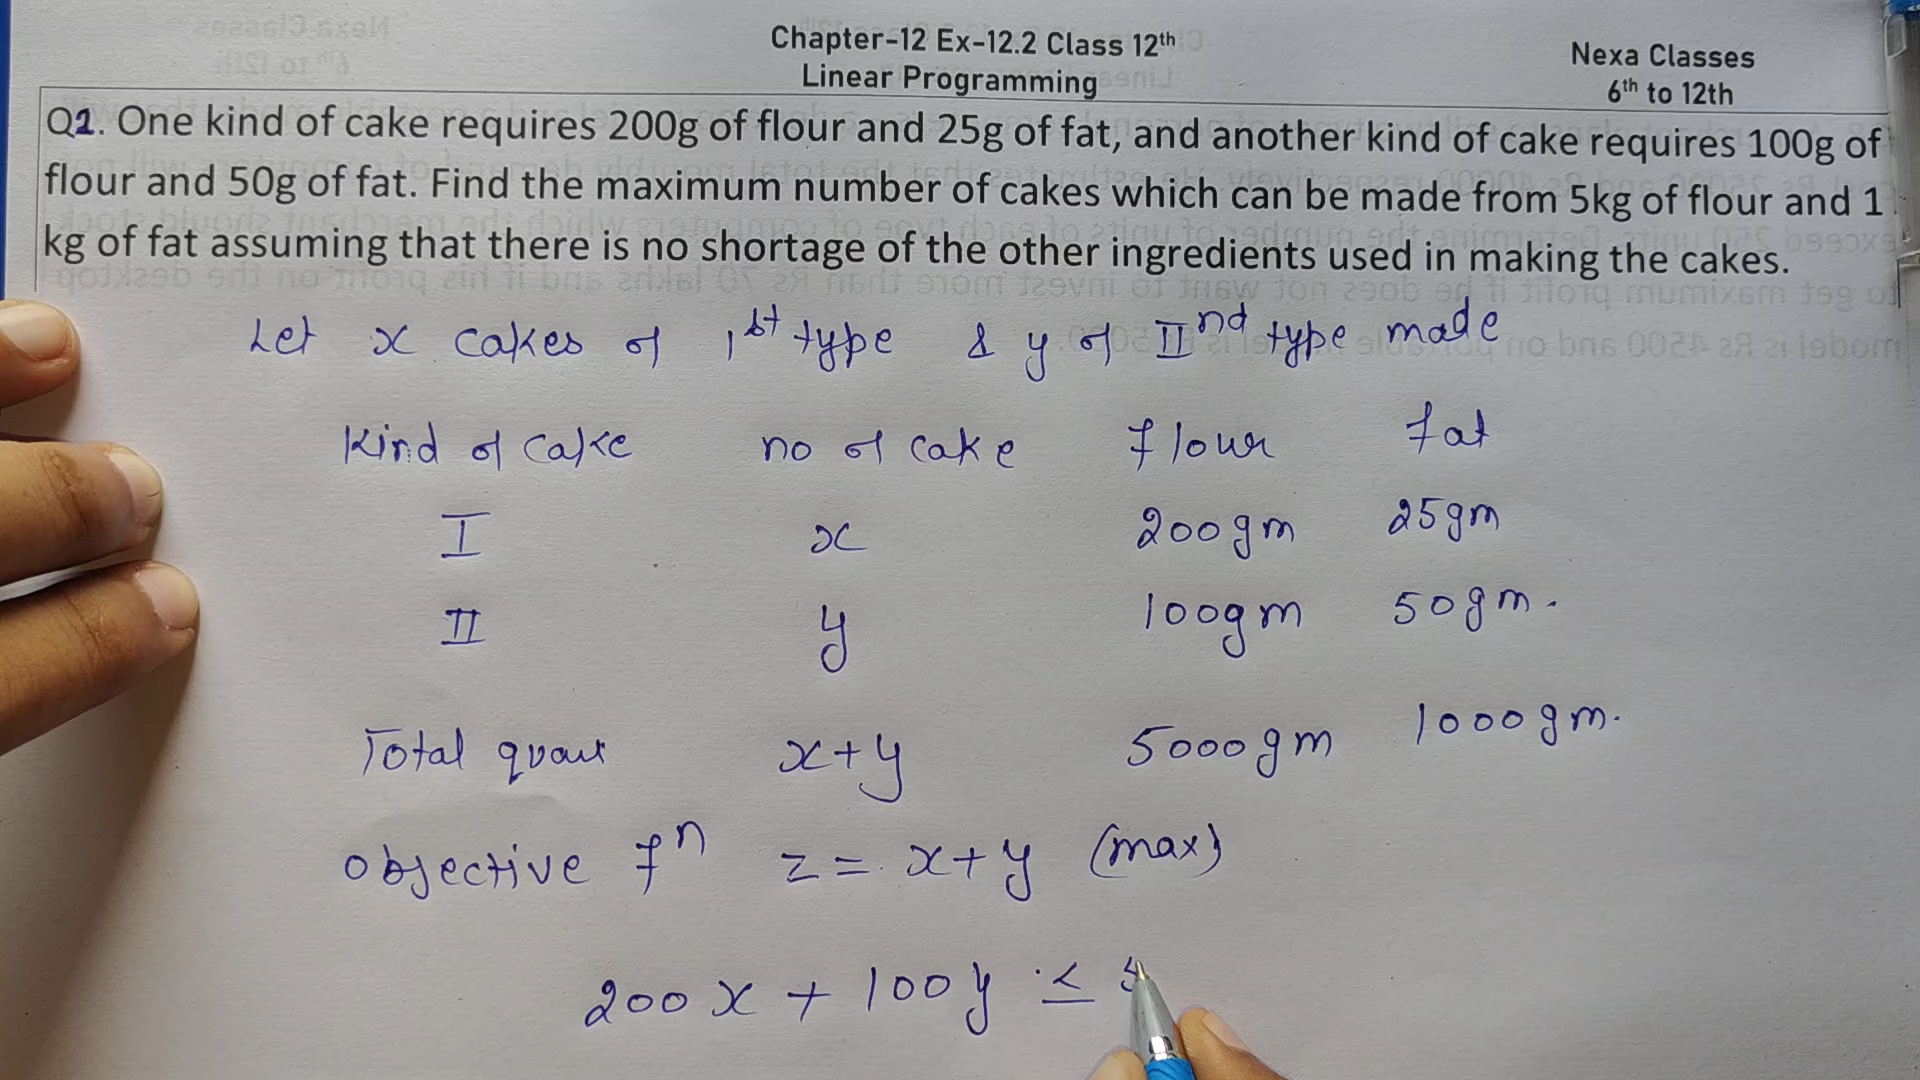 Chapter-12 Ex-12.2 Class 12th
Linear Programming
Nexa Classes
6th to 12th
Q1. One kind of cake requires 200g of flour and 25g of fat, and another kind of cake requires 100g of
flour and 50g of fat. Find the maximum number of cakes which can be made from 5kg of flour and 1
kg of fat assuming that there is no shortage of the other ingredients used in making the cakes.
Let x cakes of 1st type & y of IInd type made
Kind of cake no of cake flour fat
I x 200gm 25gm
II y 100gm 50gm.
Total quant x+y 5000gm 1000gm.
objective fn z = x+y (max)
200x + 100y ≤